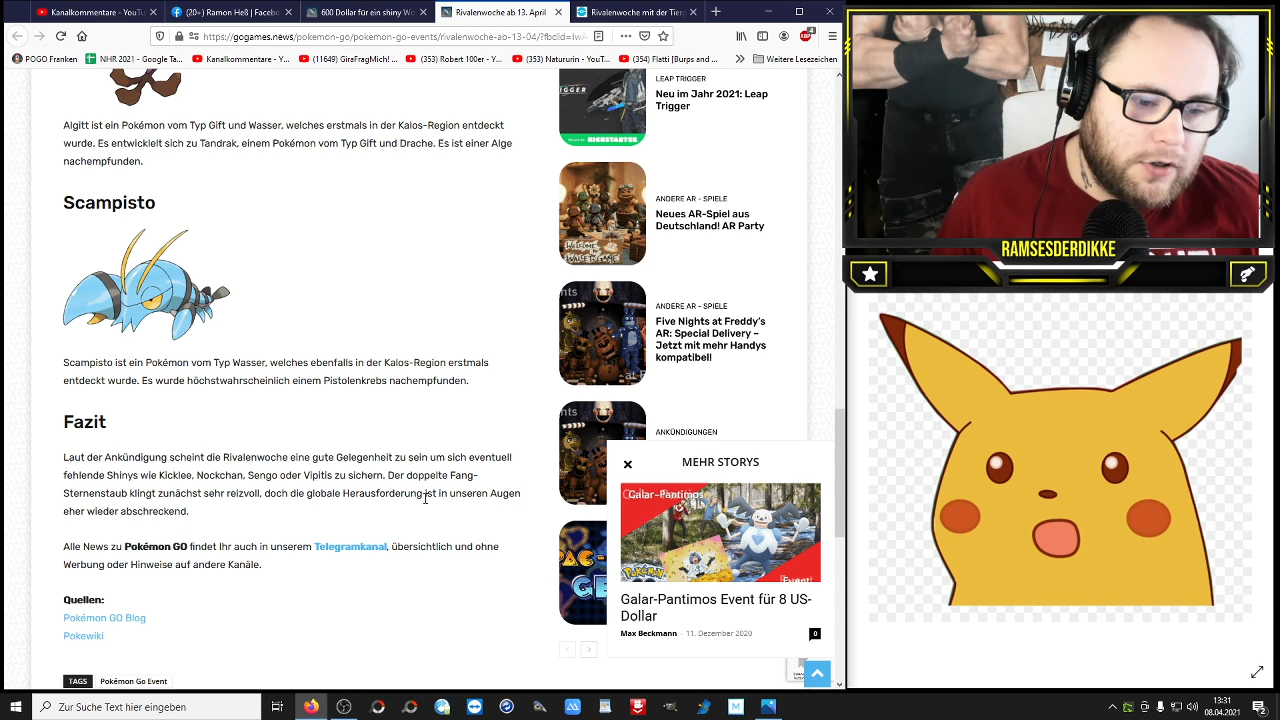 Kanalkommentare - YouTu
(20+) Ramon Heß | Faceboo
600 Dollar für ein shiny Wo
Rivalenwoche ab 13. April
Rivalenwoche mit der Tiern
https://gogames.news/pokemon-go/pokemon-go-events/rivalenwoche-ab-13-04/?fbclid=IwA
POGO Franken
NHR 2021 - Google Ta...
Kanalkommentare - Y...
(11649) GiraFragMich! ...
(353) Robert 100er - Y...
(353) Natururin - YouT...
(354) Flatti [Burps and ...
Weitere Lesezeichen
Algitt ist ein Pokémon vom Typ Gift und Wasser, welches erstmals in der Kalos-Region entdeckt
wurde. Es entwickelt sich zu Tandrak, einem Pokémon vom Typ Gift und Drache. Es ist einer Alge
nachempfunden.
Scampisto
Scampisto ist ein Pokémon vom Typ Wasser, welches ebenfalls in der Kalos-Region erstmals
entdeckt wurde. Es wurde höchstwahrscheinlich einem Pistolenkrebs nachempfunden.
Fazit
Laut der Ankündigung scheint die Rivalenwoche eine gute Gelegenheit zu sein um sich eventuell
fehlende Shinys wie Kicklee, Nockchan, Sengo oder Vipitis zu sichern. Der doppelte Fang-
Sternenstaub klingt zunächst sehr reizvoll, doch die globale Herausforderung ist in unseren Augen
eher wieder abschreckend.
Alle News zu Pokémon GO findet Ihr auch in unserem Telegramkanal, übersichtlich und ohne
Werbung oder Hinweise auf andere Kanäle.
Quellen:
Pokémon GO Blog
Pokewiki
TAGS Pokémon Go Event
LEAP TRIGGER
Neu im Jahr 2021: Leap
Trigger
KICKSTARTER
ANDERE AR - SPIELE
Neues AR-Spiel aus
Deutschland! AR Party
ANDERE AR - SPIELE
Five Nights at Freddy's
AR: Special Delivery –
Jetzt mit mehr Handys
kompatibel!
ANKÜNDIGUNGEN
MEHR STORYS
Galar-Pantimos
Event!
Galar-Pantimos Event für 8 US-
Dollar
Max Beckmann - 11. Dezember 2020
0
RAMSESDERDIKKE
Zur Suche Text hier eingeben
13:31
08.04.2021